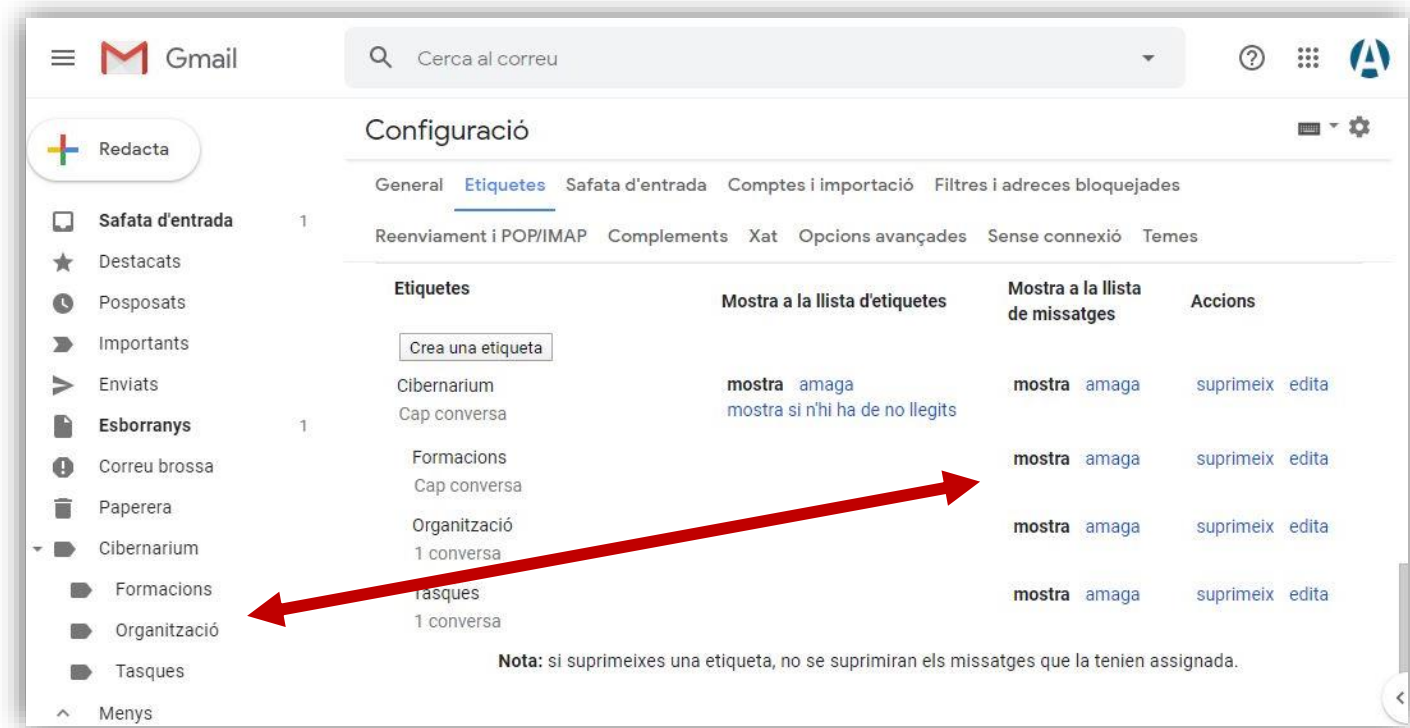 Gmail
Cerca al correu
Redacta
Safata d'entrada 1
Destacats
Posposats
Importants
Enviats
Esborranys 1
Correu brossa
Paperera
Cibernarium
Formacions
Organització
Tasques
Menys
Configuració
General Etiquetes Safata d'entrada Comptes i importació Filtres i adreces bloquejades
Reenviament i POP/IMAP Complements Xat Opcions avançades Sense connexió Temes
Etiquetes
Mostra a la llista d'etiquetes
Mostra a la llista
de missatges
Accions
Crea una etiqueta
Cibernarium mostra amaga mostra amaga suprimeix edita
Cap conversa mostra si n'hi ha de no llegits
Formacions mostra amaga suprimeix edita
Cap conversa
Organització mostra amaga suprimeix edita
1 conversa
Tasques mostra amaga suprimeix edita
1 conversa
Nota: si suprimeixes una etiqueta, no se suprimiran els missatges que la tenien assignada.